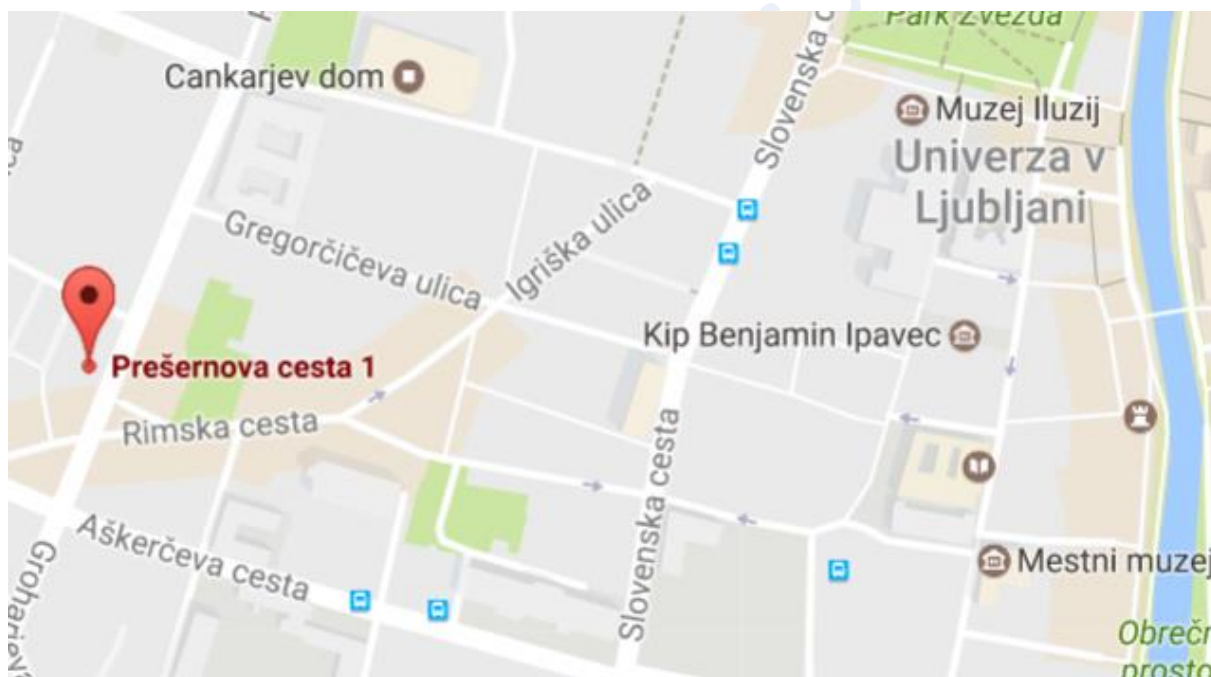 Park Zvezda
Cankarjev dom
Slovenska c
Muzej Iluzij
Univerza v
Ljubljani
Gregorčičeva ulica
Igriška ulica
Kip Benjamin Ipavec
Prešernova cesta 1
Rimska cesta
Slovenska cesta
Aškerčeva cesta
Mestni muzej
Groharjeva
Obrečn
prosto